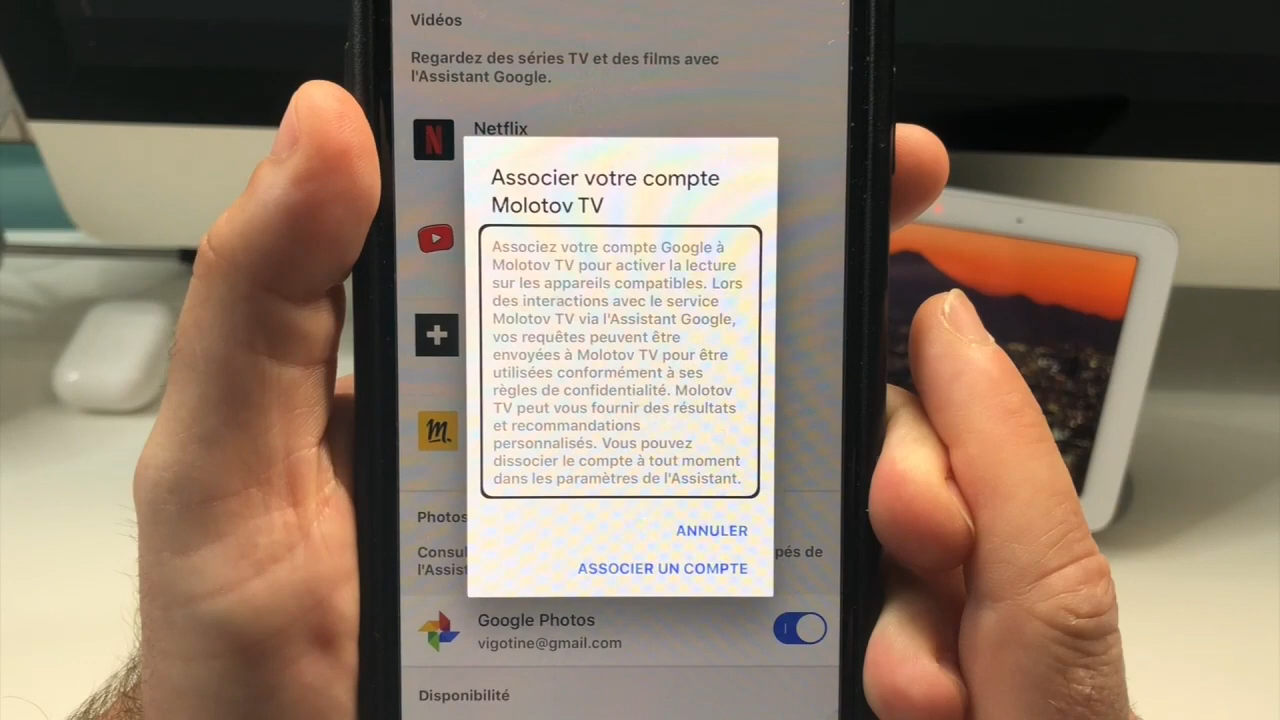 Vidéos
Regardez des séries TV et des films avec
l'Assistant Google.
Netflix
N
Associer votre compte
Molotov TV
Associez votre compte Google à
Molotov TV pour activer la lecture
sur les appareils compatibles. Lors
des interactions avec le service
Molotov TV via l'Assistant Google,
vos requêtes peuvent être
envoyées à Molotov TV pour être
utilisées conformément à ses
règles de confidentialité. Molotov
TV peut vous fournir des résultats
et recommandations
personnalisés. Vous pouvez
dissocier le compte à tout moment
dans les paramètres de l'Assistant.
m.
ANNULER
ASSOCIER UN COMPTE
Photos
Consul
pés de
l'Assist
Google Photos
vigotine@gmail.com
Disponibilité